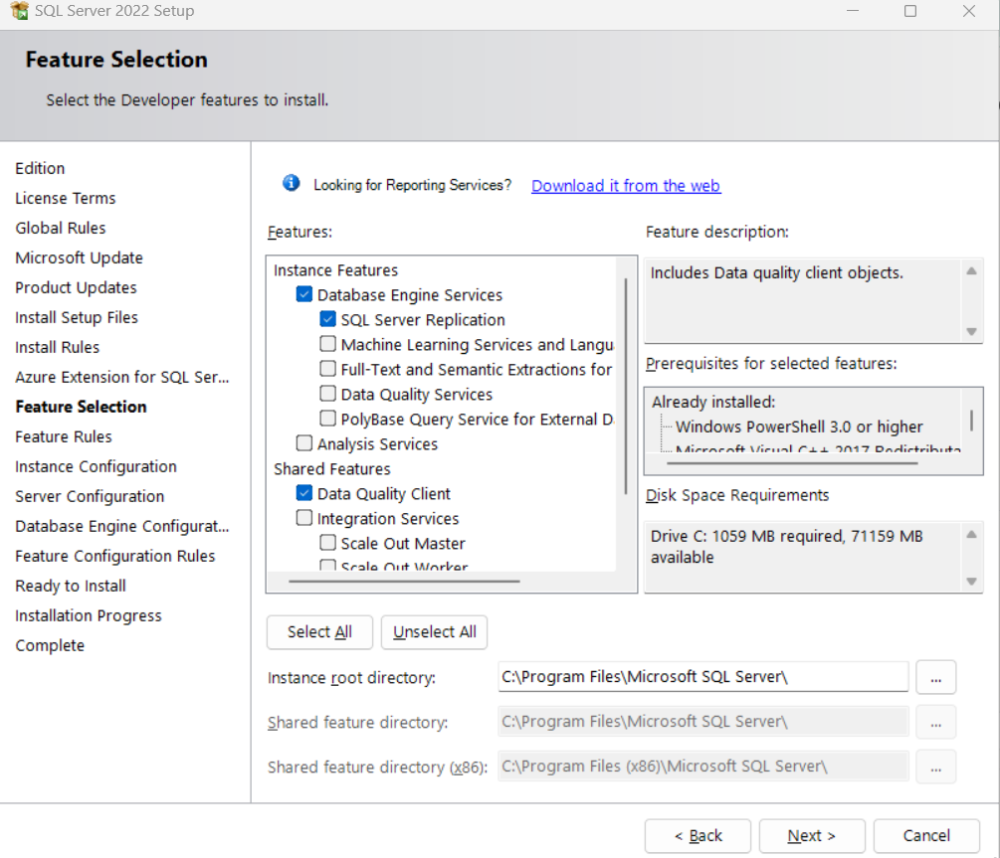 SQL Server 2022 Setup
Feature Selection
Select the Developer features to install.
Edition
License Terms
Global Rules
Microsoft Update
Product Updates
Install Setup Files
Install Rules
Azure Extension for SQL Ser...
Feature Selection
Feature Rules
Instance Configuration
Server Configuration
Database Engine Configurat...
Feature Configuration Rules
Ready to Install
Installation Progress
Complete
Looking for Reporting Services? Download it from the web
Features:
Instance Features
Database Engine Services
SQL Server Replication
Machine Learning Services and Langu
Full-Text and Semantic Extractions for
Data Quality Services
PolyBase Query Service for External D
Analysis Services
Shared Features
Data Quality Client
Integration Services
Scale Out Master
Scale Out Worker
Feature description:
Includes Data quality client objects.
Prerequisites for selected features:
Already installed:
Windows PowerShell 3.0 or higher
Microsoft Visual C++ 2017 Redistributa
Disk Space Requirements
Drive C: 1059 MB required, 71159 MB
available
Select All
Unselect All
Instance root directory: C:\Program Files\Microsoft SQL Server\ ...
Shared feature directory: C:\Program Files\Microsoft SQL Server\ ...
Shared feature directory (x86): C:\Program Files (x86)\Microsoft SQL Server\ ...
< Back
Next >
Cancel